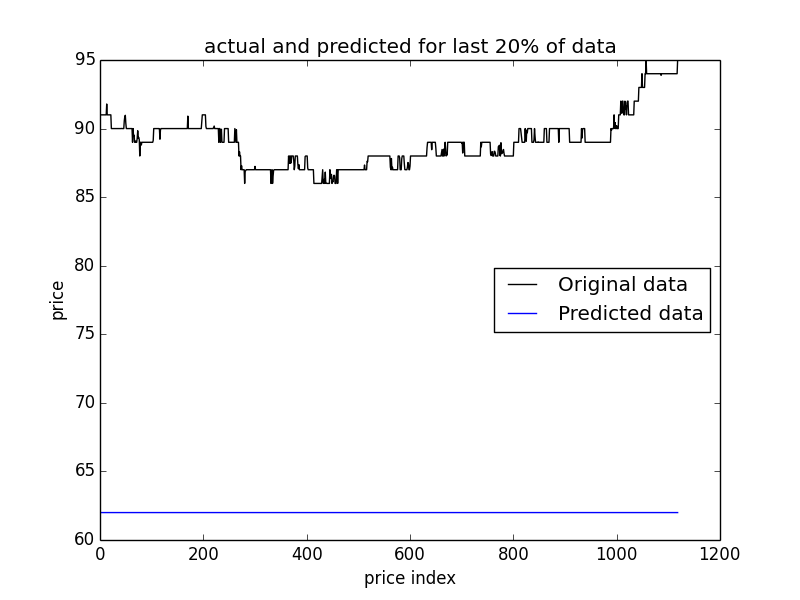 actual and predicted for last 20% of data
95
90
85
80
75
70
65
60
price
Original data
Predicted data
0 200 400 600 800 1000 1200
price index